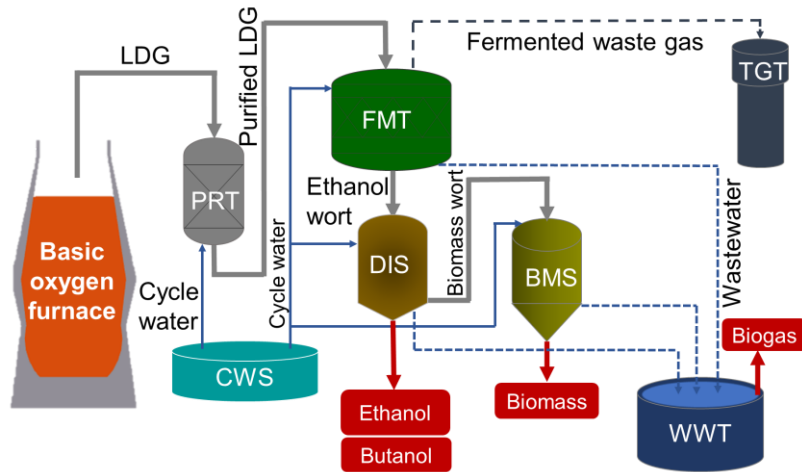 LDG
Purified LDG
Fermented waste gas
TGT
FMT
PRT
Ethanol
wort
Biomass wort
Wastewater
Basic
oxygen
furnace
Cycle
water
Cycle water
DIS
BMS
CWS
Biogas
Ethanol
Butanol
Biomass
WWT